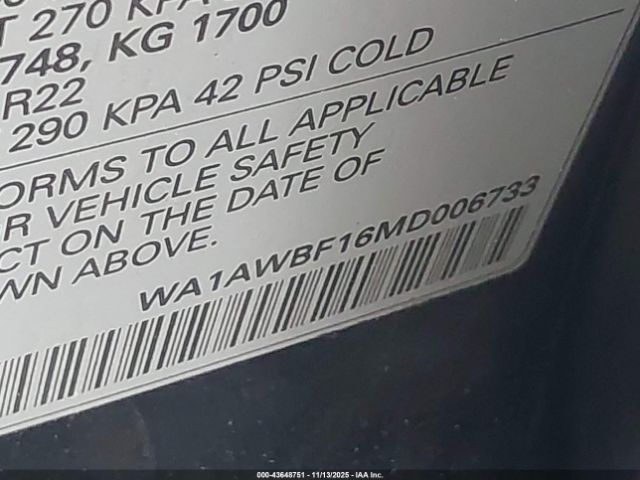 T 270 KPA
748, KG 1700
R22
290 KPA 42 PSI COLD
ORMS TO ALL APPLICABLE
R VEHICLE SAFETY
CT ON THE DATE OF
WN ABOVE.
WA1AWBF16MD006733
000-43648751 - 11/13/2025 - IAA Inc.